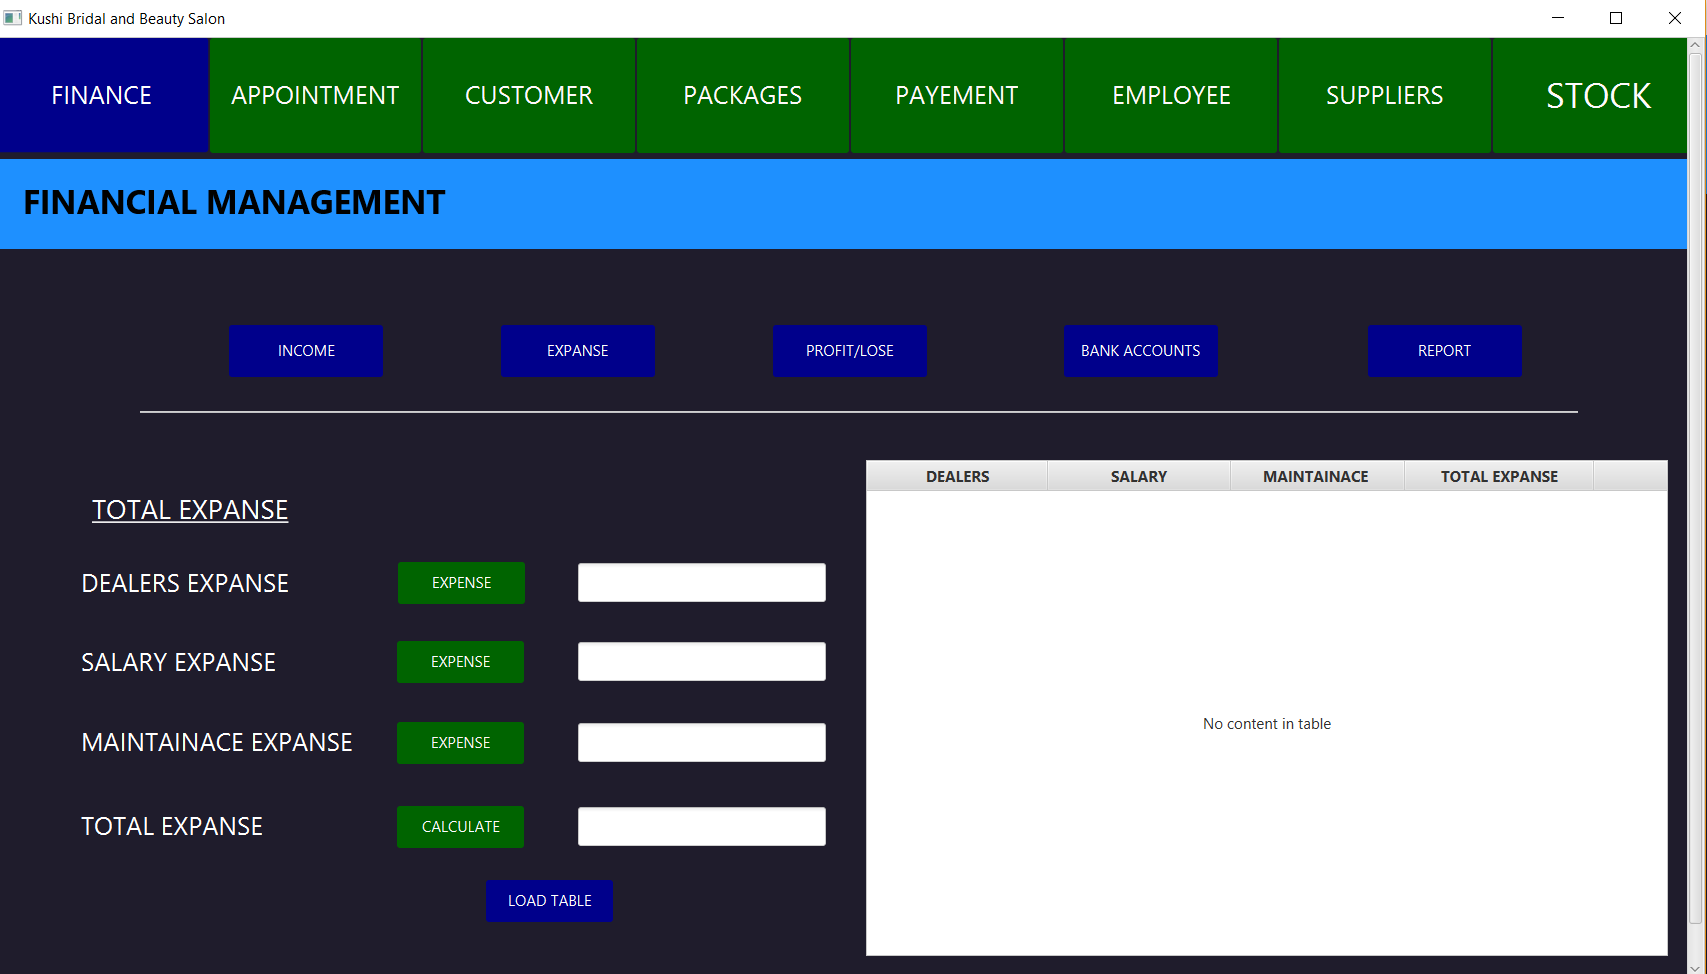 Kushi Bridal and Beauty Salon
FINANCE APPOINTMENT CUSTOMER PACKAGES PAYEMENT EMPLOYEE SUPPLIERS STOCK
FINANCIAL MANAGEMENT
INCOME EXPANSE PROFIT/LOSE BANK ACCOUNTS REPORT
TOTAL EXPANSE
DEALERS EXPANSE EXPENSE
SALARY EXPANSE EXPENSE
MAINTAINACE EXPANSE EXPENSE
TOTAL EXPANSE CALCULATE
LOAD TABLE
DEALERS SALARY MAINTAINACE TOTAL EXPANSE
No content in table